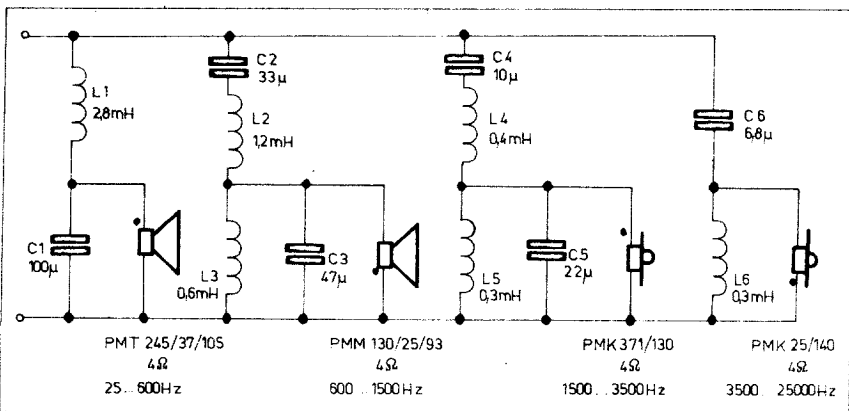 C2
33µ
C4
10µ
L1
2,8mH
L2
1,2mH
L4
0,4mH
C6
6,8µ
C1
100µ
L3
0,6mH
C3
47µ
L5
0,3mH
C5
22µ
L6
0,3mH
PMT 245/37/105
4Ω
25...600Hz
PMM 130/25/93
4Ω
600...1500Hz
PMK 371/130
4Ω
1500...3500Hz
PMK 25/140
4Ω
3500...25000Hz